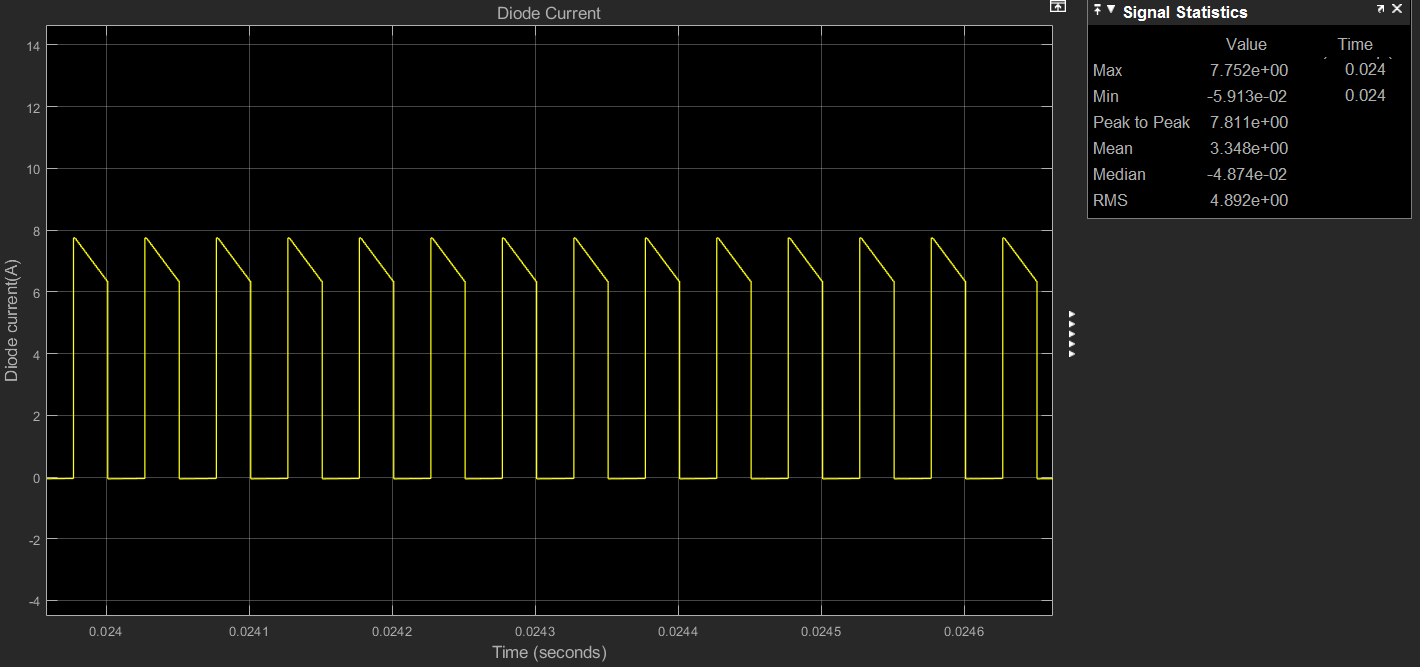 Diode Current
14
12
10
8
6
4
2
0
-2
-4
Diode current(A)
0.024
0.0241
0.0242
0.0243
0.0244
0.0245
0.0246
Time (seconds)
Signal Statistics
Value Time
Max 7.752e+00 0.024
Min -5.913e-02 0.024
Peak to Peak 7.811e+00
Mean 3.348e+00
Median -4.874e-02
RMS 4.892e+00